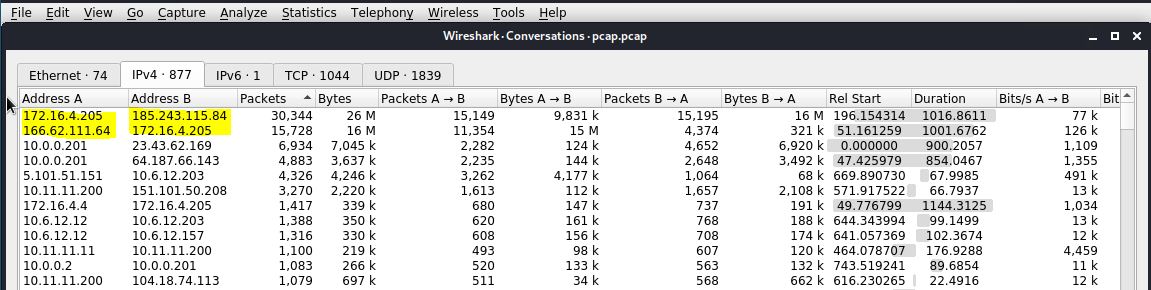 File Edit View Go Capture Analyze Statistics Telephony Wireless Tools Help
Wireshark · Conversations · pcap.pcap
Ethernet · 74 IPv4 · 877 IPv6 · 1 TCP · 1044 UDP · 1839
Address A Address B Packets Bytes Packets A → B Bytes A → B Packets B → A Bytes B → A Rel Start Duration Bits/s A → B Bit
172.16.4.205 185.243.115.84 30,344 26 M 15,149 9,831 k 15,195 16 M 196.154314 1016.8611 77 k
166.62.111.64 172.16.4.205 15,728 16 M 11,354 15 M 4,374 321 k 51.161259 1001.6762 126 k
10.0.0.201 23.43.62.169 6,934 7,045 k 2,282 124 k 4,652 6,920 k 0.000000 900.2057 1,109
10.0.0.201 64.187.66.143 4,883 3,637 k 2,235 144 k 2,648 3,492 k 47.425979 854.0467 1,355
5.101.51.151 10.6.12.203 4,326 4,246 k 3,262 4,177 k 1,064 68 k 669.890730 67.9985 491 k
10.11.11.200 151.101.50.208 3,270 2,220 k 1,613 112 k 1,657 2,108 k 571.917522 66.7937 13 k
172.16.4.4 172.16.4.205 1,417 339 k 680 147 k 737 191 k 49.776799 1144.3125 1,034
10.6.12.12 10.6.12.203 1,388 350 k 620 161 k 768 188 k 644.343994 99.1499 13 k
10.6.12.12 10.6.12.157 1,316 330 k 608 156 k 708 174 k 641.057369 102.3674 12 k
10.11.11.11 10.11.11.200 1,100 219 k 493 98 k 607 120 k 464.078707 176.9288 4,459
10.0.0.2 10.0.0.201 1,083 266 k 520 133 k 563 132 k 743.519241 89.6854 11 k
10.11.11.200 104.18.74.113 1,079 697 k 511 34 k 568 662 k 616.230265 22.4916 12 k